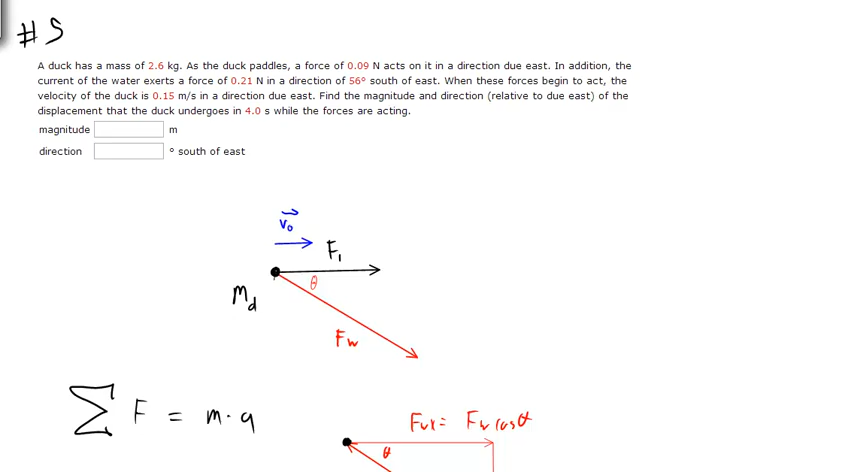 #5
A duck has a mass of 2.6 kg. As the duck paddles, a force of 0.09 N acts on it in a direction due east. In addition, the
current of the water exerts a force of 0.21 N in a direction of 56° south of east. When these forces begin to act, the
velocity of the duck is 0.15 m/s in a direction due east. Find the magnitude and direction (relative to due east) of the
displacement that the duck undergoes in 4.0 s while the forces are acting.
magnitude m
direction ° south of east
v₀
F₁
θ
M_d
F_w
∑ F = m · a
F_wx = F_w cos θ
θ